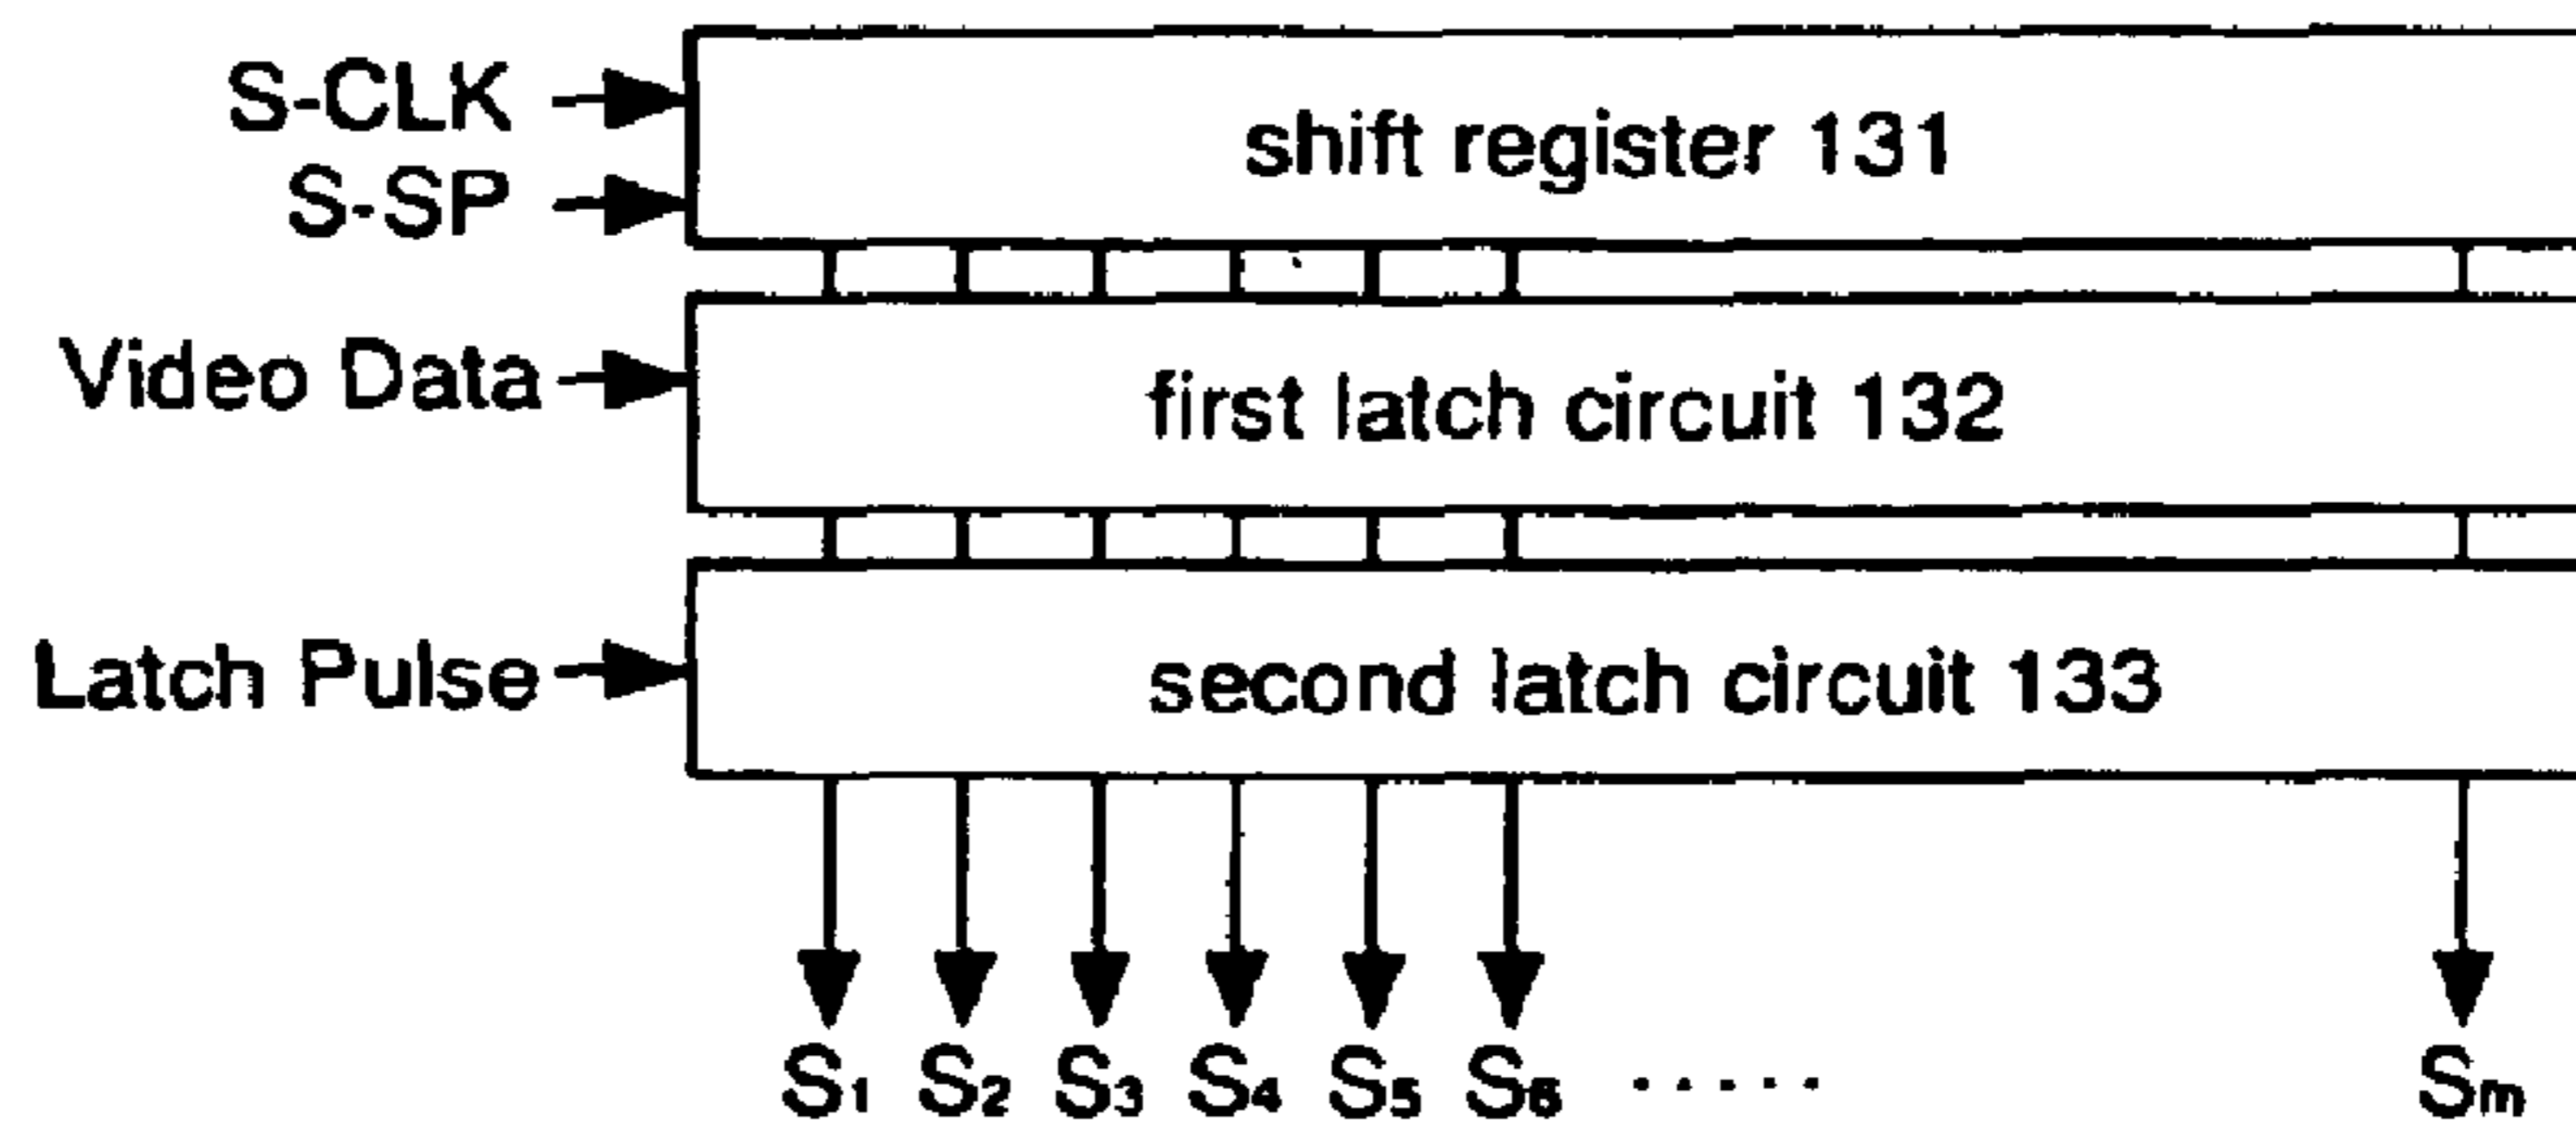 S-CLK
shift register 131
S-SP
Video Data
first latch circuit 132
Latch Pulse
second latch circuit 133
S1 S2 S3 S4 S5 S6 ..... Sm